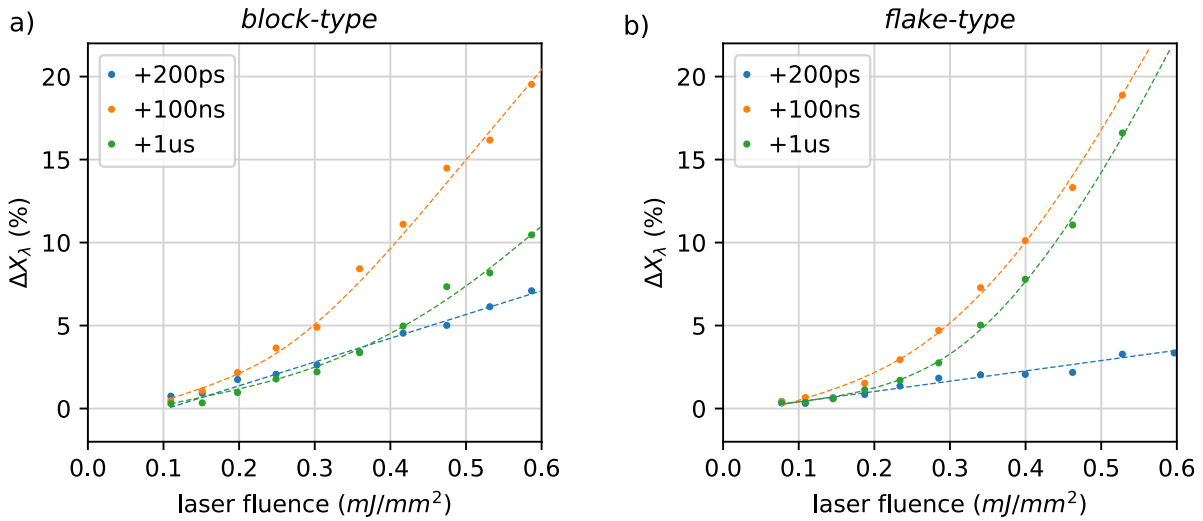 a)
block-type
+200ps
+100ns
+1us
ΔXλ (%)
20
15
10
5
0
0.0 0.1 0.2 0.3 0.4 0.5 0.6
laser fluence (mJ/mm²)
b)
flake-type
+200ps
+100ns
+1us
ΔXλ (%)
20
15
10
5
0
0.0 0.1 0.2 0.3 0.4 0.5 0.6
laser fluence (mJ/mm²)